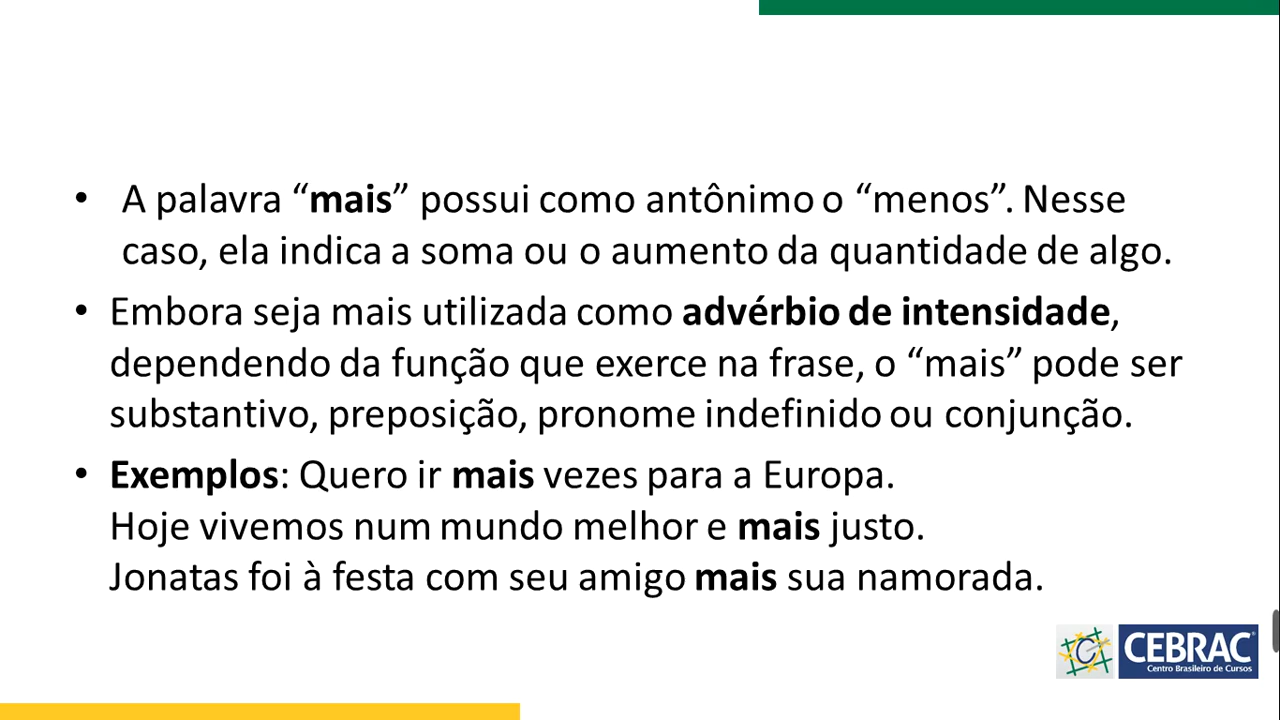 • A palavra “mais” possui como antônimo o “menos”. Nesse
caso, ela indica a soma ou o aumento da quantidade de algo.
• Embora seja mais utilizada como advérbio de intensidade,
dependendo da função que exerce na frase, o “mais” pode ser
substantivo, preposição, pronome indefinido ou conjunção.
• Exemplos: Quero ir mais vezes para a Europa.
Hoje vivemos num mundo melhor e mais justo.
Jonatas foi à festa com seu amigo mais sua namorada.
C CEBRAC®
Centro Brasileiro de Cursos